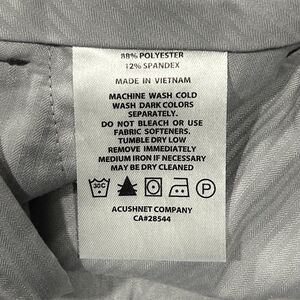 88% POLYESTER
12% SPANDEX
MADE IN VIETNAM
MACHINE WASH COLD
WASH DARK COLORS
SEPARATELY.
DO NOT BLEACH OR USE
FABRIC SOFTENERS.
TUMBLE DRY LOW
REMOVE IMMEDIATELY
MEDIUM IRON IF NECESSARY
MAY BE DRY CLEANED
30C P
ACUSHNET COMPANY
CA#28544